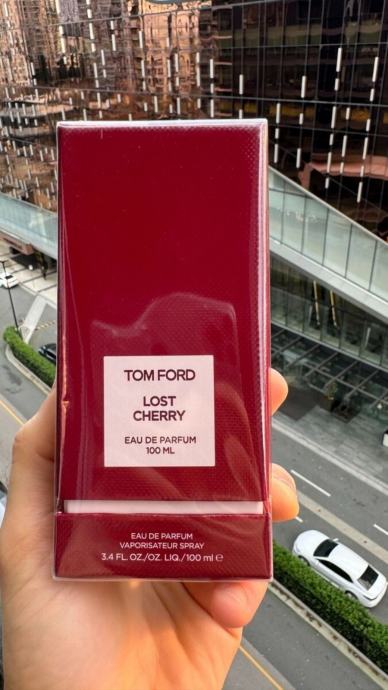 TOM FORD
LOST
CHERRY
EAU DE PARFUM
100 ML
EAU DE PARFUM
VAPORISATEUR SPRAY
3.4 FL.OZ./OZ. LIQ./100 ml ℮